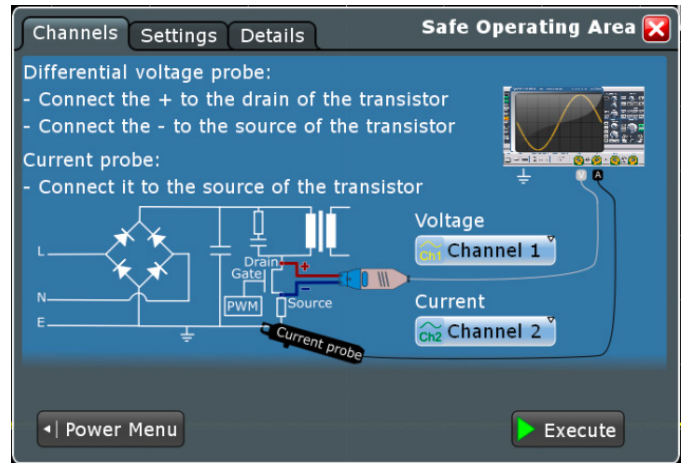 Channels Settings Details Safe Operating Area
Differential voltage probe:
- Connect the + to the drain of the transistor
- Connect the - to the source of the transistor
Current probe:
- Connect it to the source of the transistor
V A
Voltage
Ch1 Channel 1
L
Drain +
Gate
N
PWM
-
Source
Current
E
Current probe
Ch2 Channel 2
Power Menu Execute